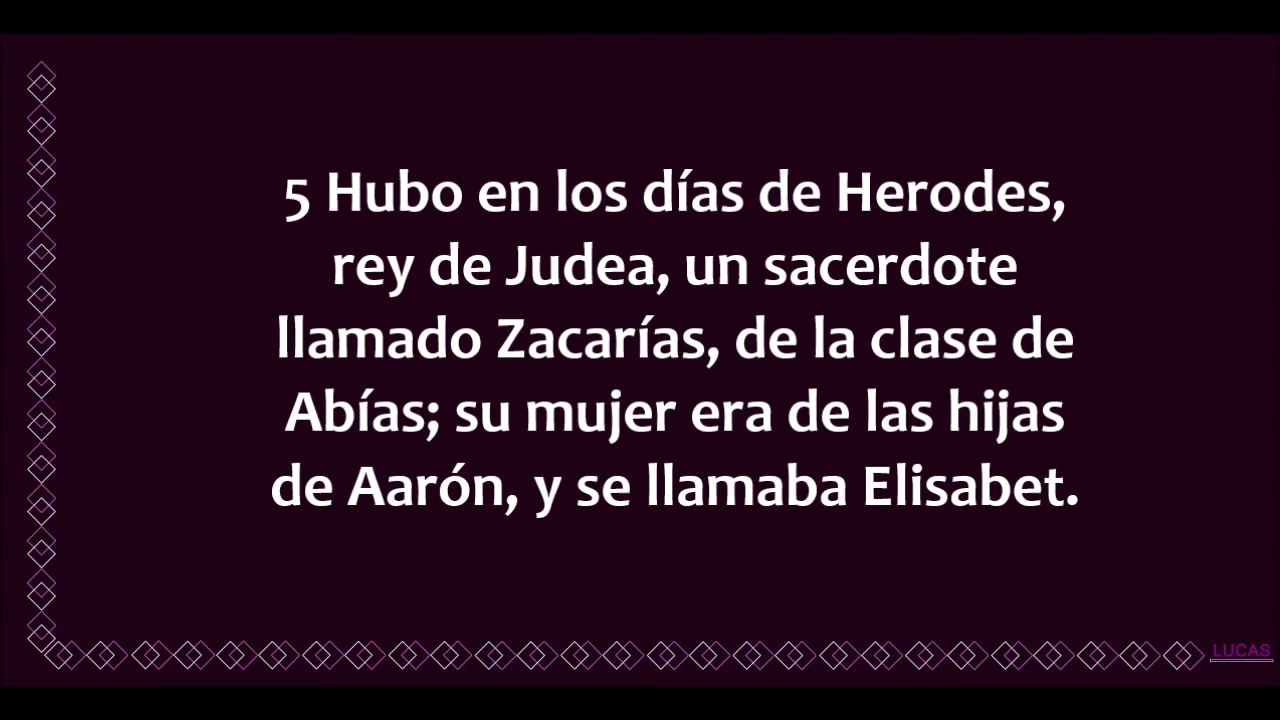 5 Hubo en los días de Herodes,
rey de Judea, un sacerdote
llamado Zacarías, de la clase de
Abías; su mujer era de las hijas
de Aarón, y se llamaba Elisabet.
LUCAS